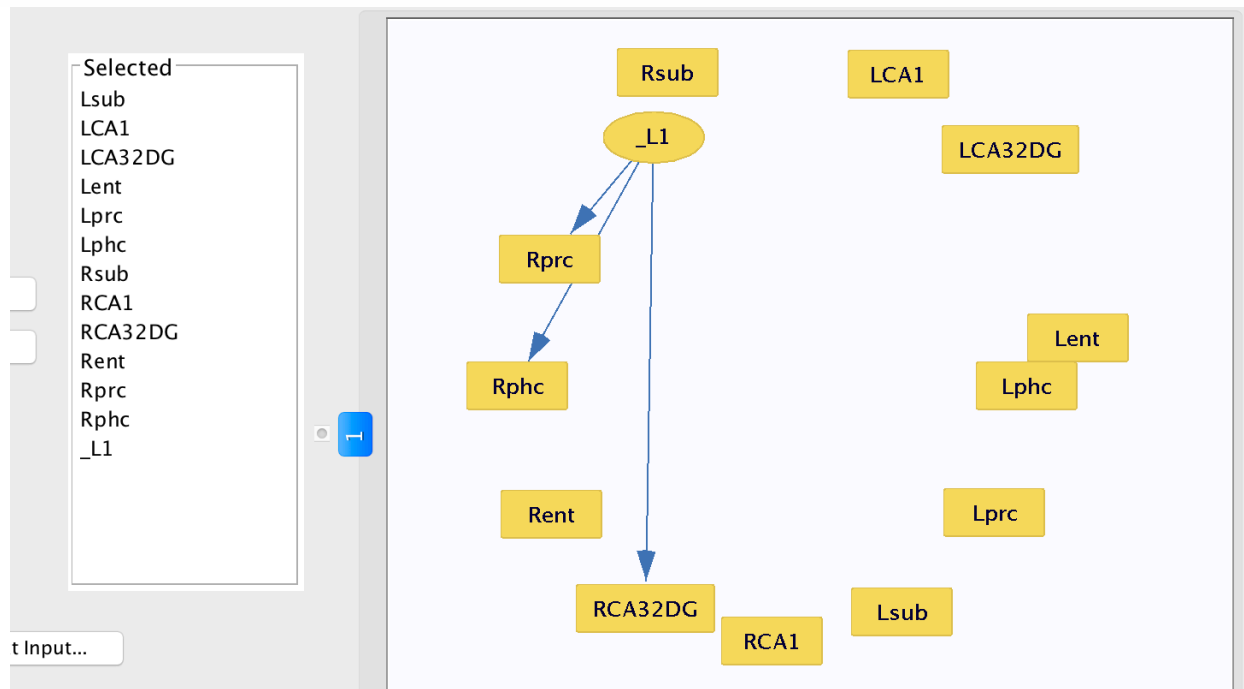 Selected
Lsub
LCA1
LCA32DG
Lent
Lprc
Lphc
Rsub
RCA1
RCA32DG
Rent
Rprc
Rphc
_L1
t Input...
1
Rsub
LCA1
_L1
LCA32DG
Rprc
Lent
Rphc
Lphc
Rent
Lprc
RCA32DG
Lsub
RCA1